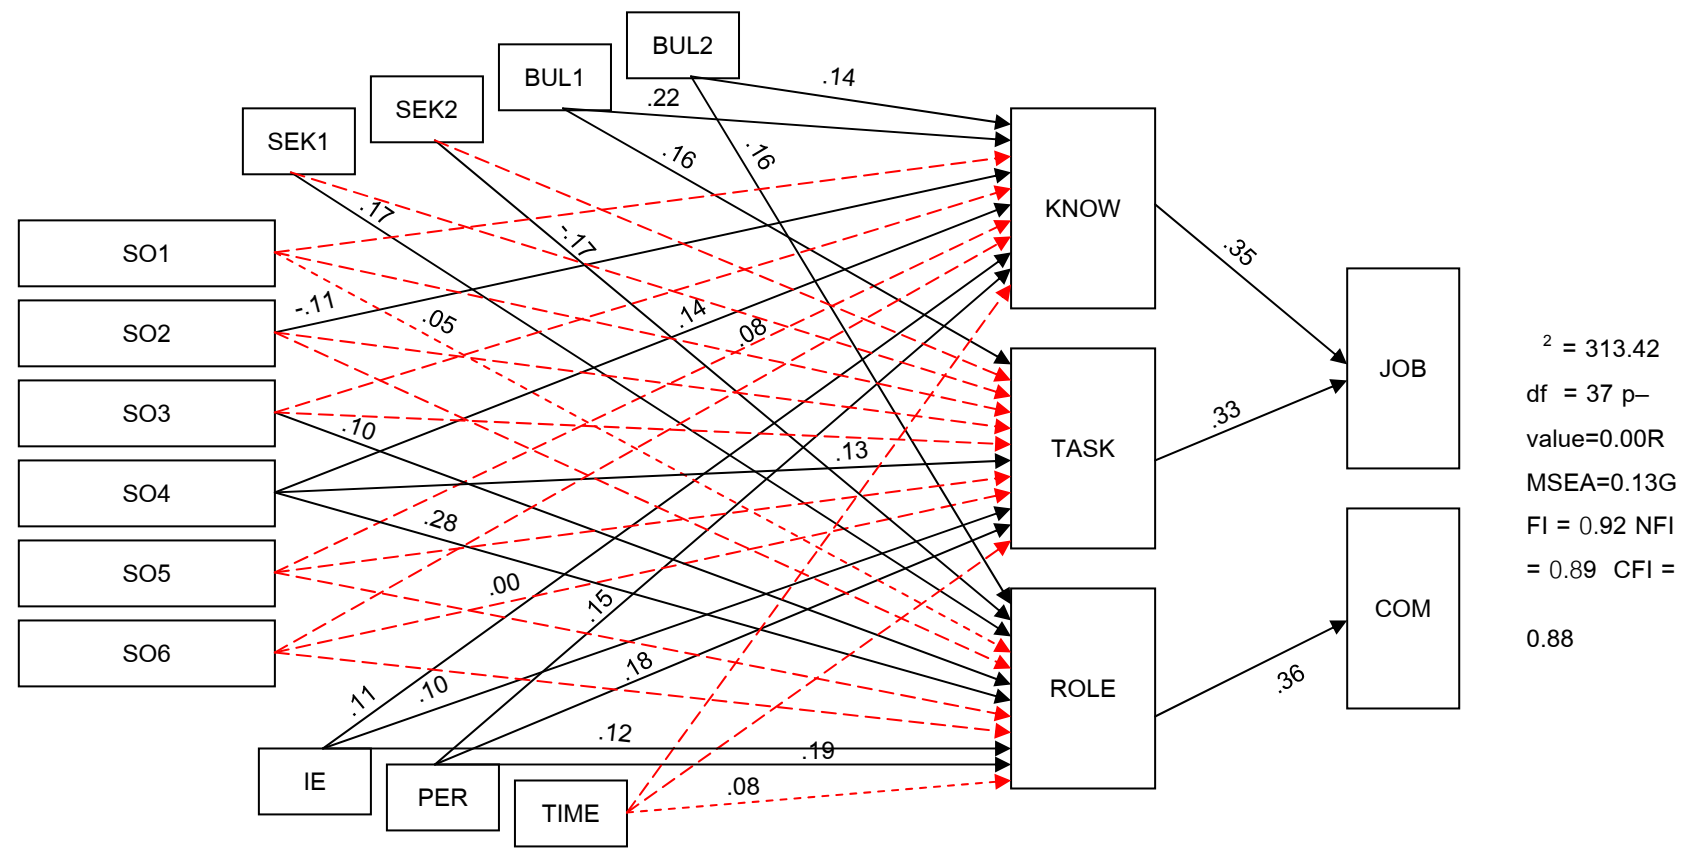 BUL2
BUL1
SEK2
SEK1
.14
.22
.16
.16
.17
-.17
KNOW
SO1
SO2
SO3
SO4
SO5
SO6
-.11
.05
.14
.08
.10
.13
.28
.00
.15
.18
.11
.10
.12
.19
.08
TASK
ROLE
IE
PER
TIME
.35
.33
.36
JOB
COM
2 = 313.42
df = 37 p–
value=0.00R
MSEA=0.13G
FI = 0.92 NFI
= 0.89 CFI =
0.88